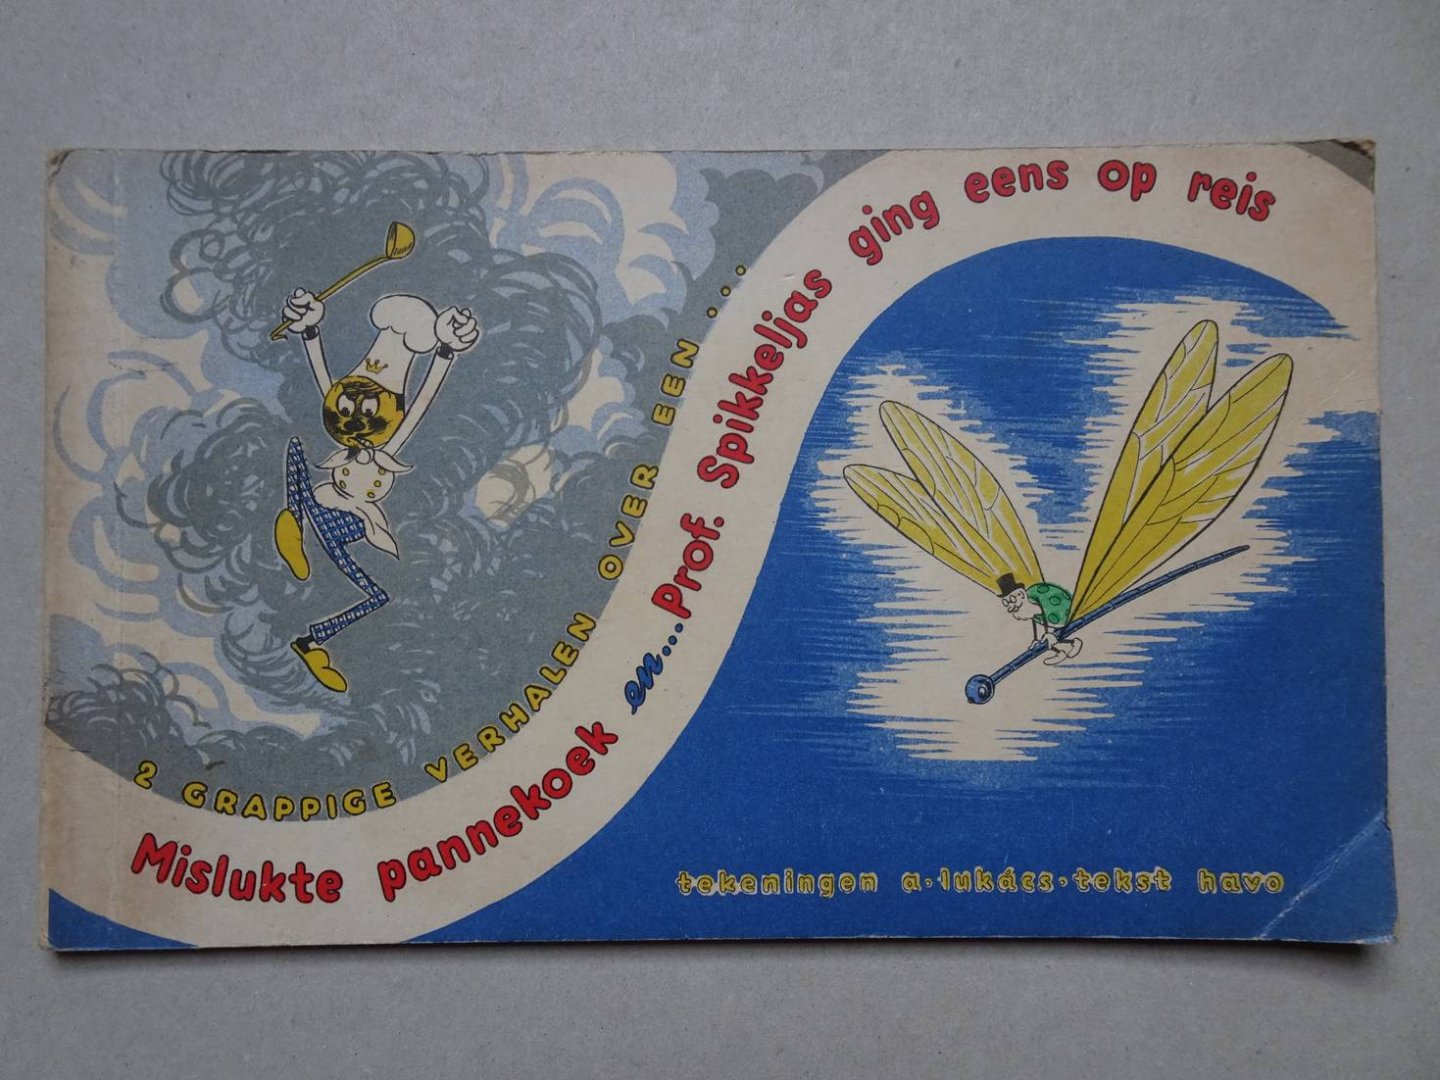 2 GRAPPIGE VERHALEN OVER EEN ...
Mislukte pannekoek en... Prof. Spikkeljas ging eens op reis
tekeningen a. lukács. tekst havo